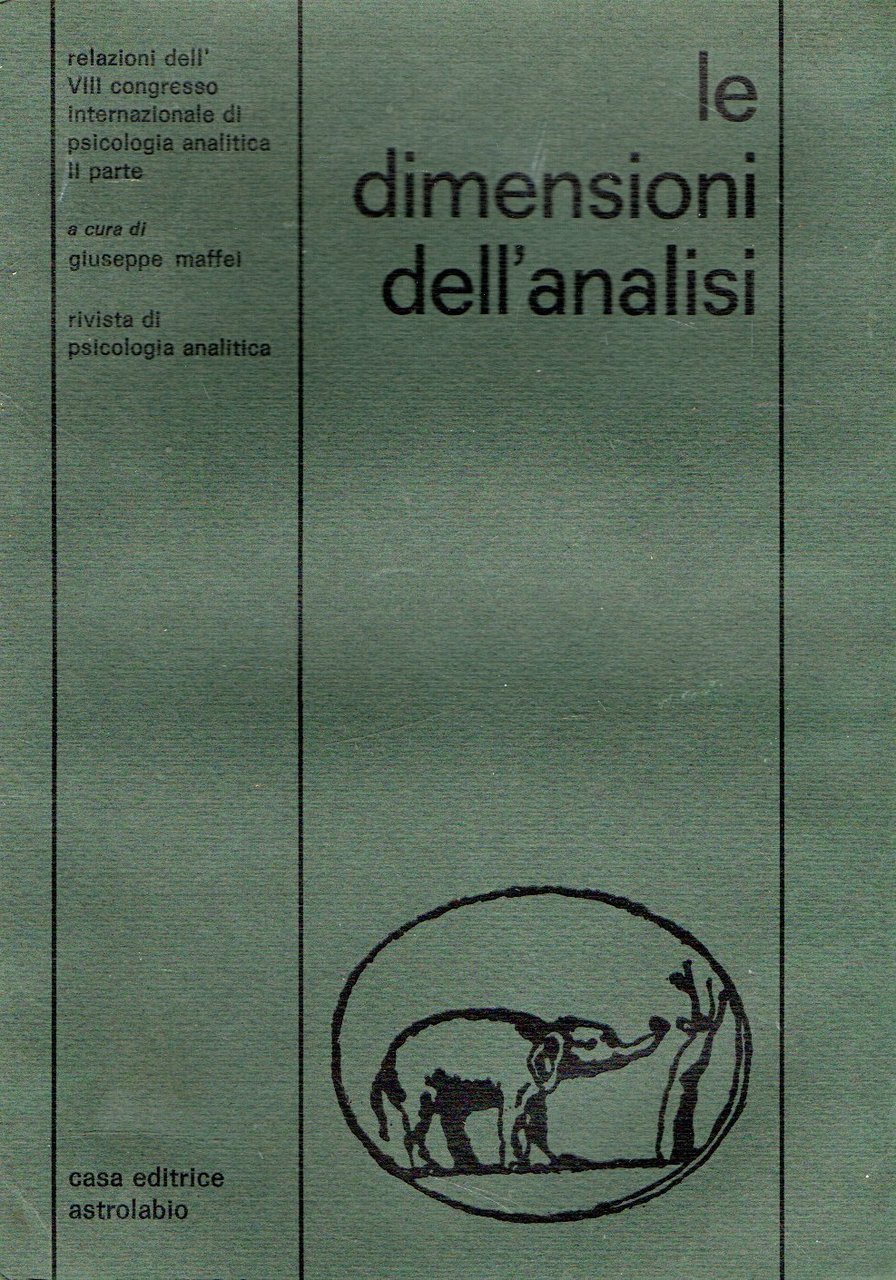 relazioni dell'
VIII congresso
internazionale di
psicologia analitica
II parte
a cura di
giuseppe maffei
rivista di
psicologia analitica
le
dimensioni
dell'analisi
casa editrice
astrolabio